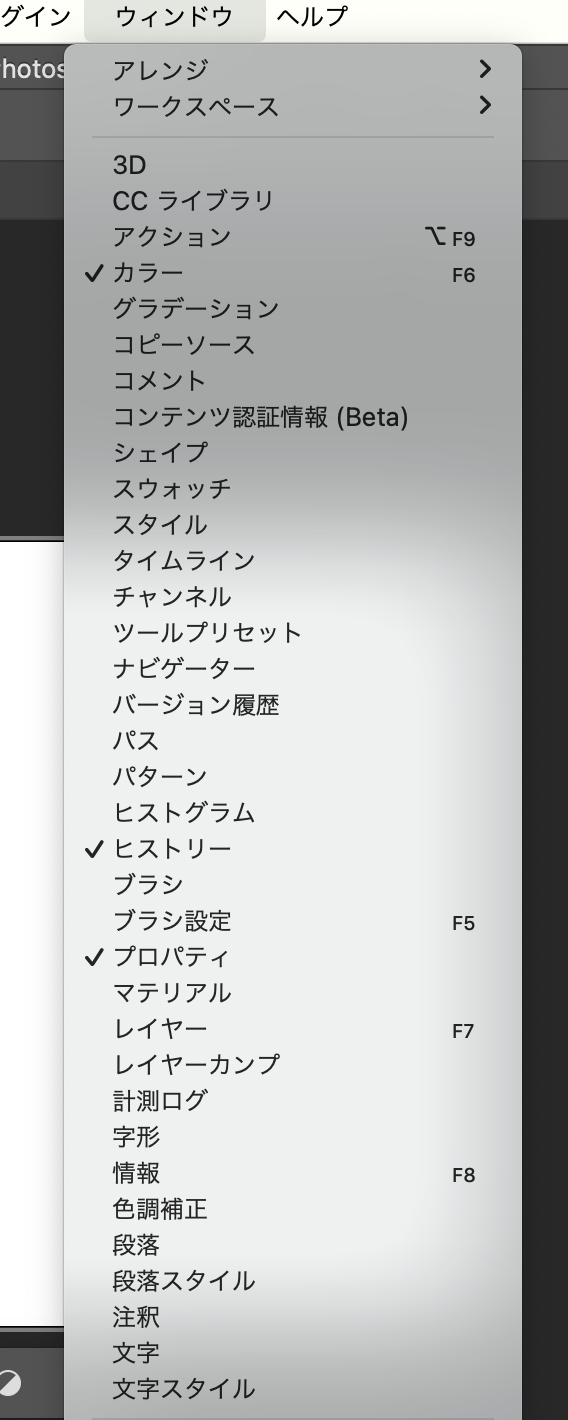 グイン ウィンドウ ヘルプ
hotos
アレンジ
ワークスペース
3D
CC ライブラリ
アクション ⌥ F9
✓ カラー F6
グラデーション
コピーソース
コメント
コンテンツ認証情報 (Beta)
シェイプ
スウォッチ
スタイル
タイムライン
チャンネル
ツールプリセット
ナビゲーター
バージョン履歴
パス
パターン
ヒストグラム
✓ ヒストリー
ブラシ
ブラシ設定 F5
✓ プロパティ
マテリアル
レイヤー F7
レイヤーカンプ
計測ログ
字形
情報 F8
色調補正
段落
段落スタイル
注釈
文字
文字スタイル